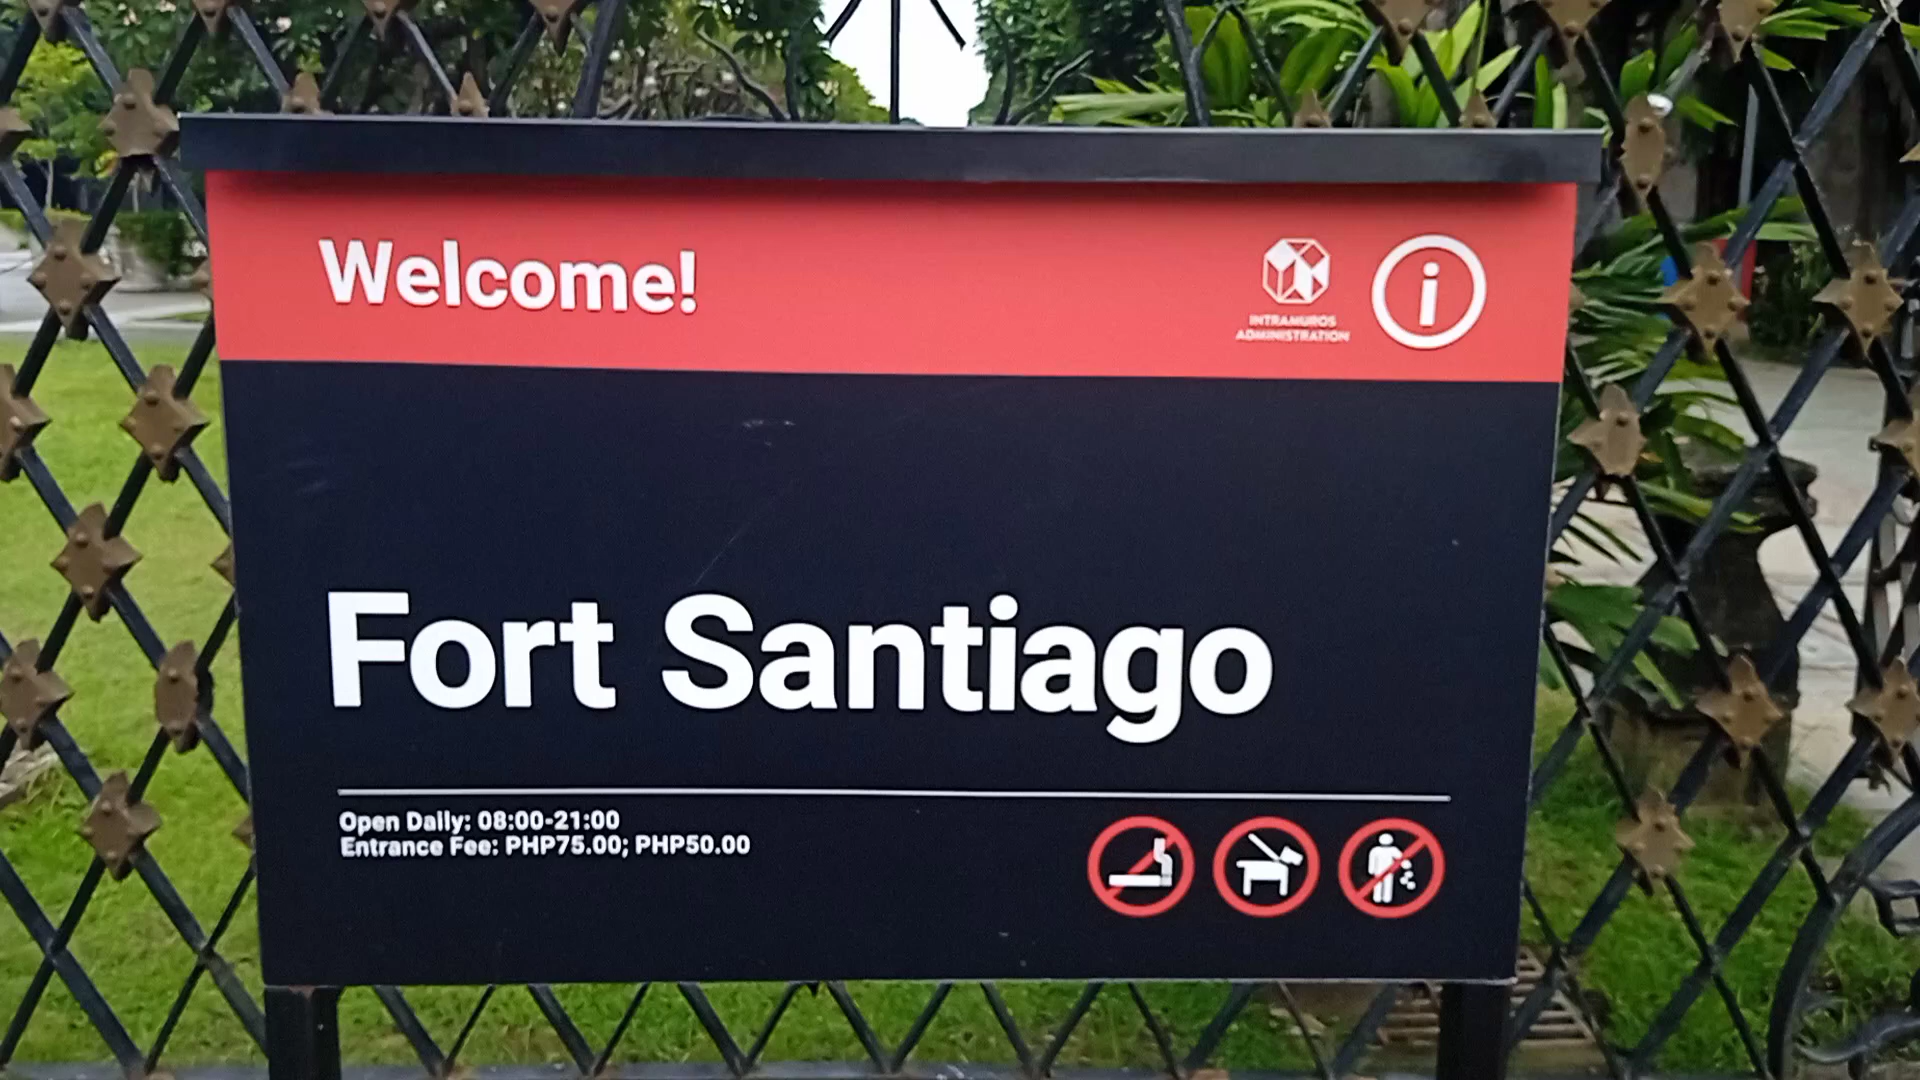 Welcome!
INTRAMUROS
ADMINISTRATION
i
Fort Santiago
Open Daily: 08:00-21:00
Entrance Fee: PHP75.00; PHP50.00